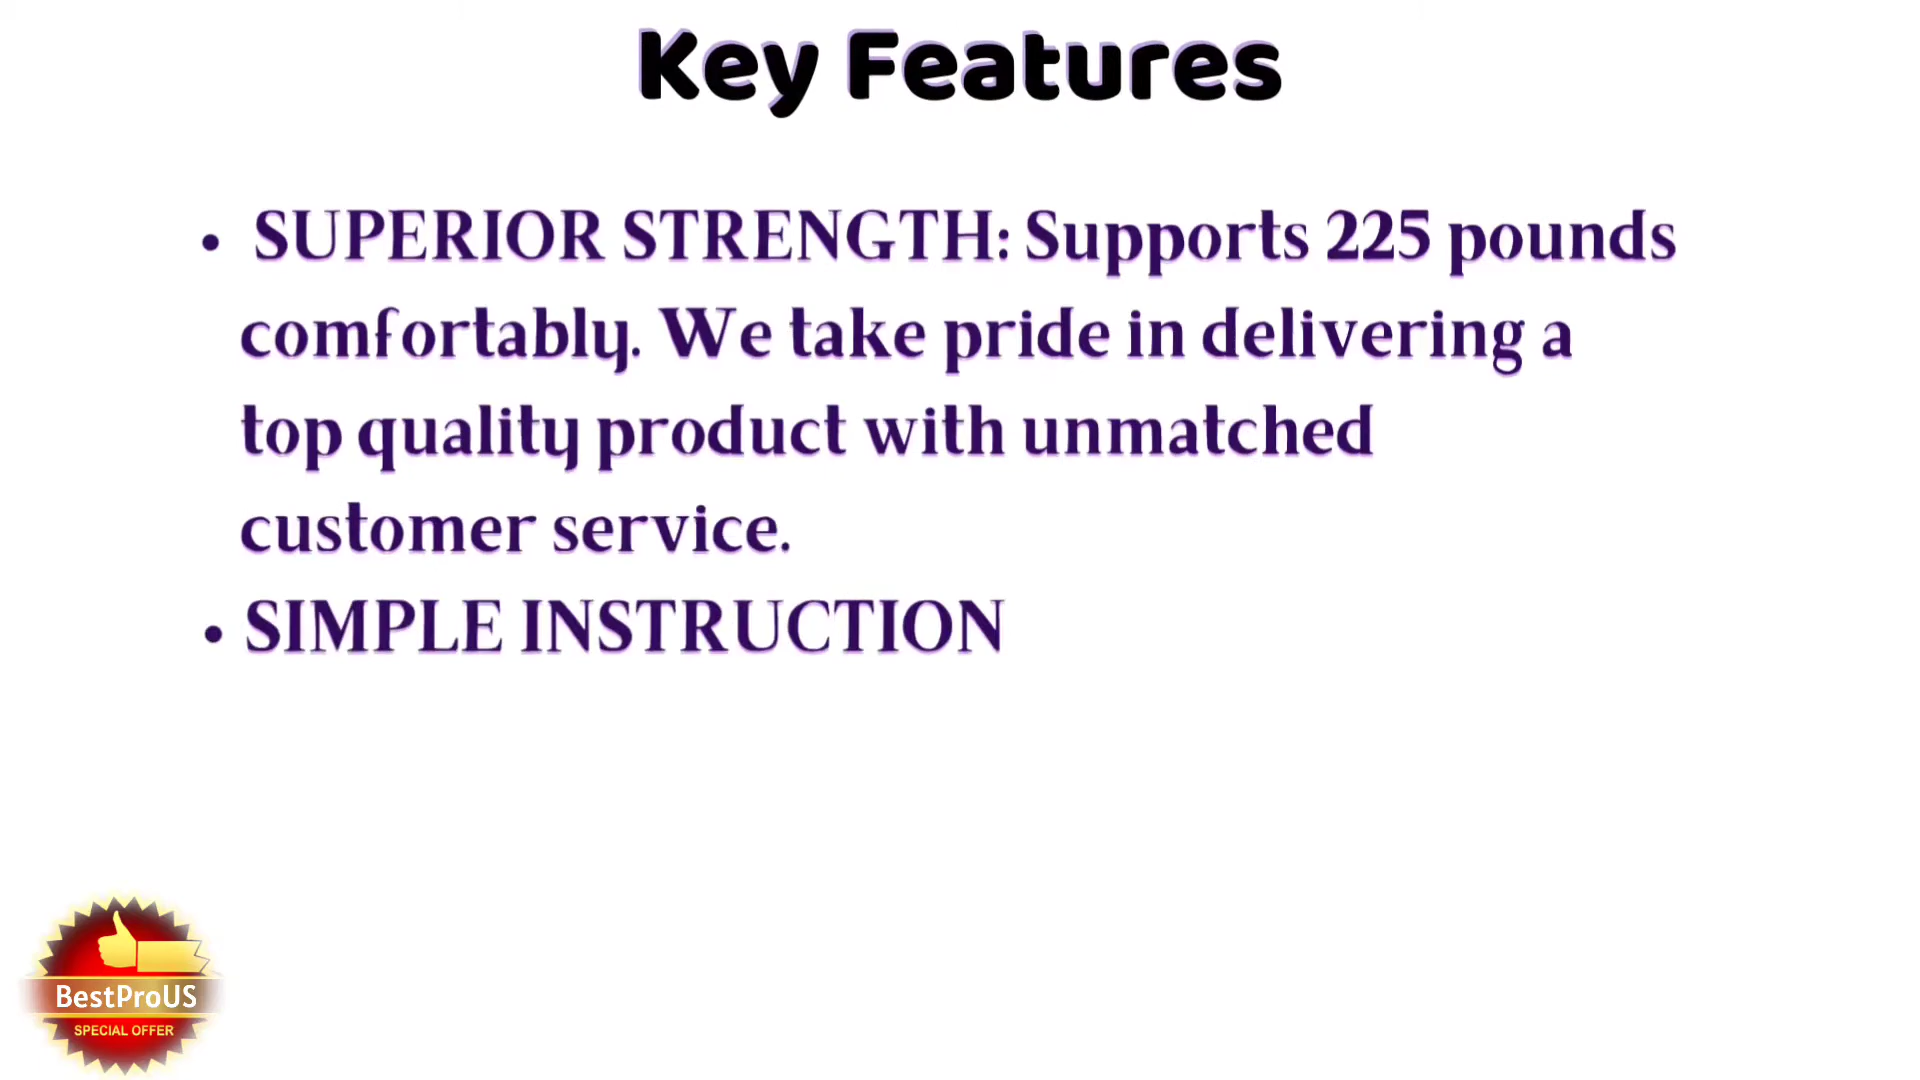 Key Features
• SUPERIOR STRENGTH: Supports 225 pounds
comfortably. We take pride in delivering a
top quality product with unmatched
customer service.
• SIMPLE INSTRUCTION
BestProUS
SPECIAL OFFER